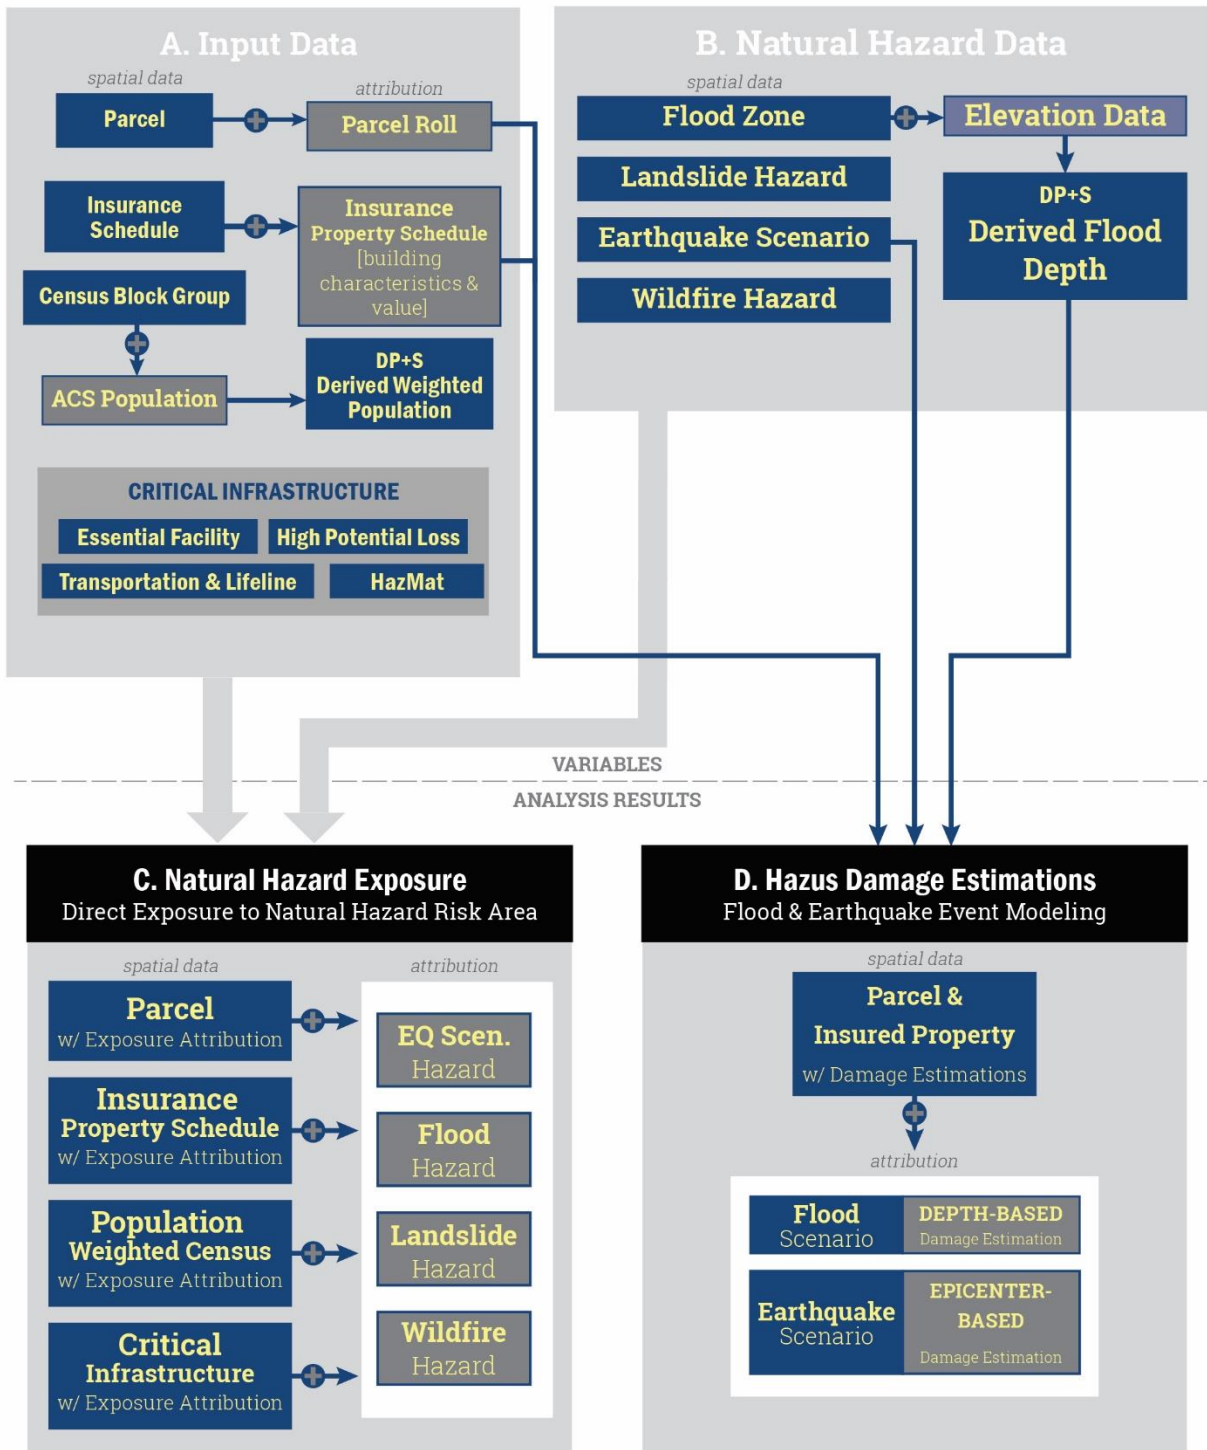 A. Input Data
spatial data
attribution
Parcel
Parcel Roll
Insurance
Schedule
Insurance
Property Schedule
[building
characteristics &
value]
Census Block Group
ACS Population
DP+S
Derived Weighted
Population
CRITICAL INFRASTRUCTURE
Essential Facility
High Potential Loss
Transportation & Lifeline
HazMat
B. Natural Hazard Data
spatial data
Flood Zone
Elevation Data
Landslide Hazard
Earthquake Scenario
Wildfire Hazard
DP+S
Derived Flood
Depth
VARIABLES
ANALYSIS RESULTS
C. Natural Hazard Exposure
Direct Exposure to Natural Hazard Risk Area
spatial data
attribution
Parcel
w/ Exposure Attribution
Insurance
Property Schedule
w/ Exposure Attribution
Population
Weighted Census
w/ Exposure Attribution
Critical
Infrastructure
w/ Exposure Attribution
EQ Scen.
Hazard
Flood
Hazard
Landslide
Hazard
Wildfire
Hazard
D. Hazus Damage Estimations
Flood & Earthquake Event Modeling
spatial data
Parcel &
Insured Property
w/ Damage Estimations
attribution
Flood
Scenario
DEPTH-BASED
Damage Estimation
Earthquake
Scenario
EPICENTER-
BASED
Damage Estimation